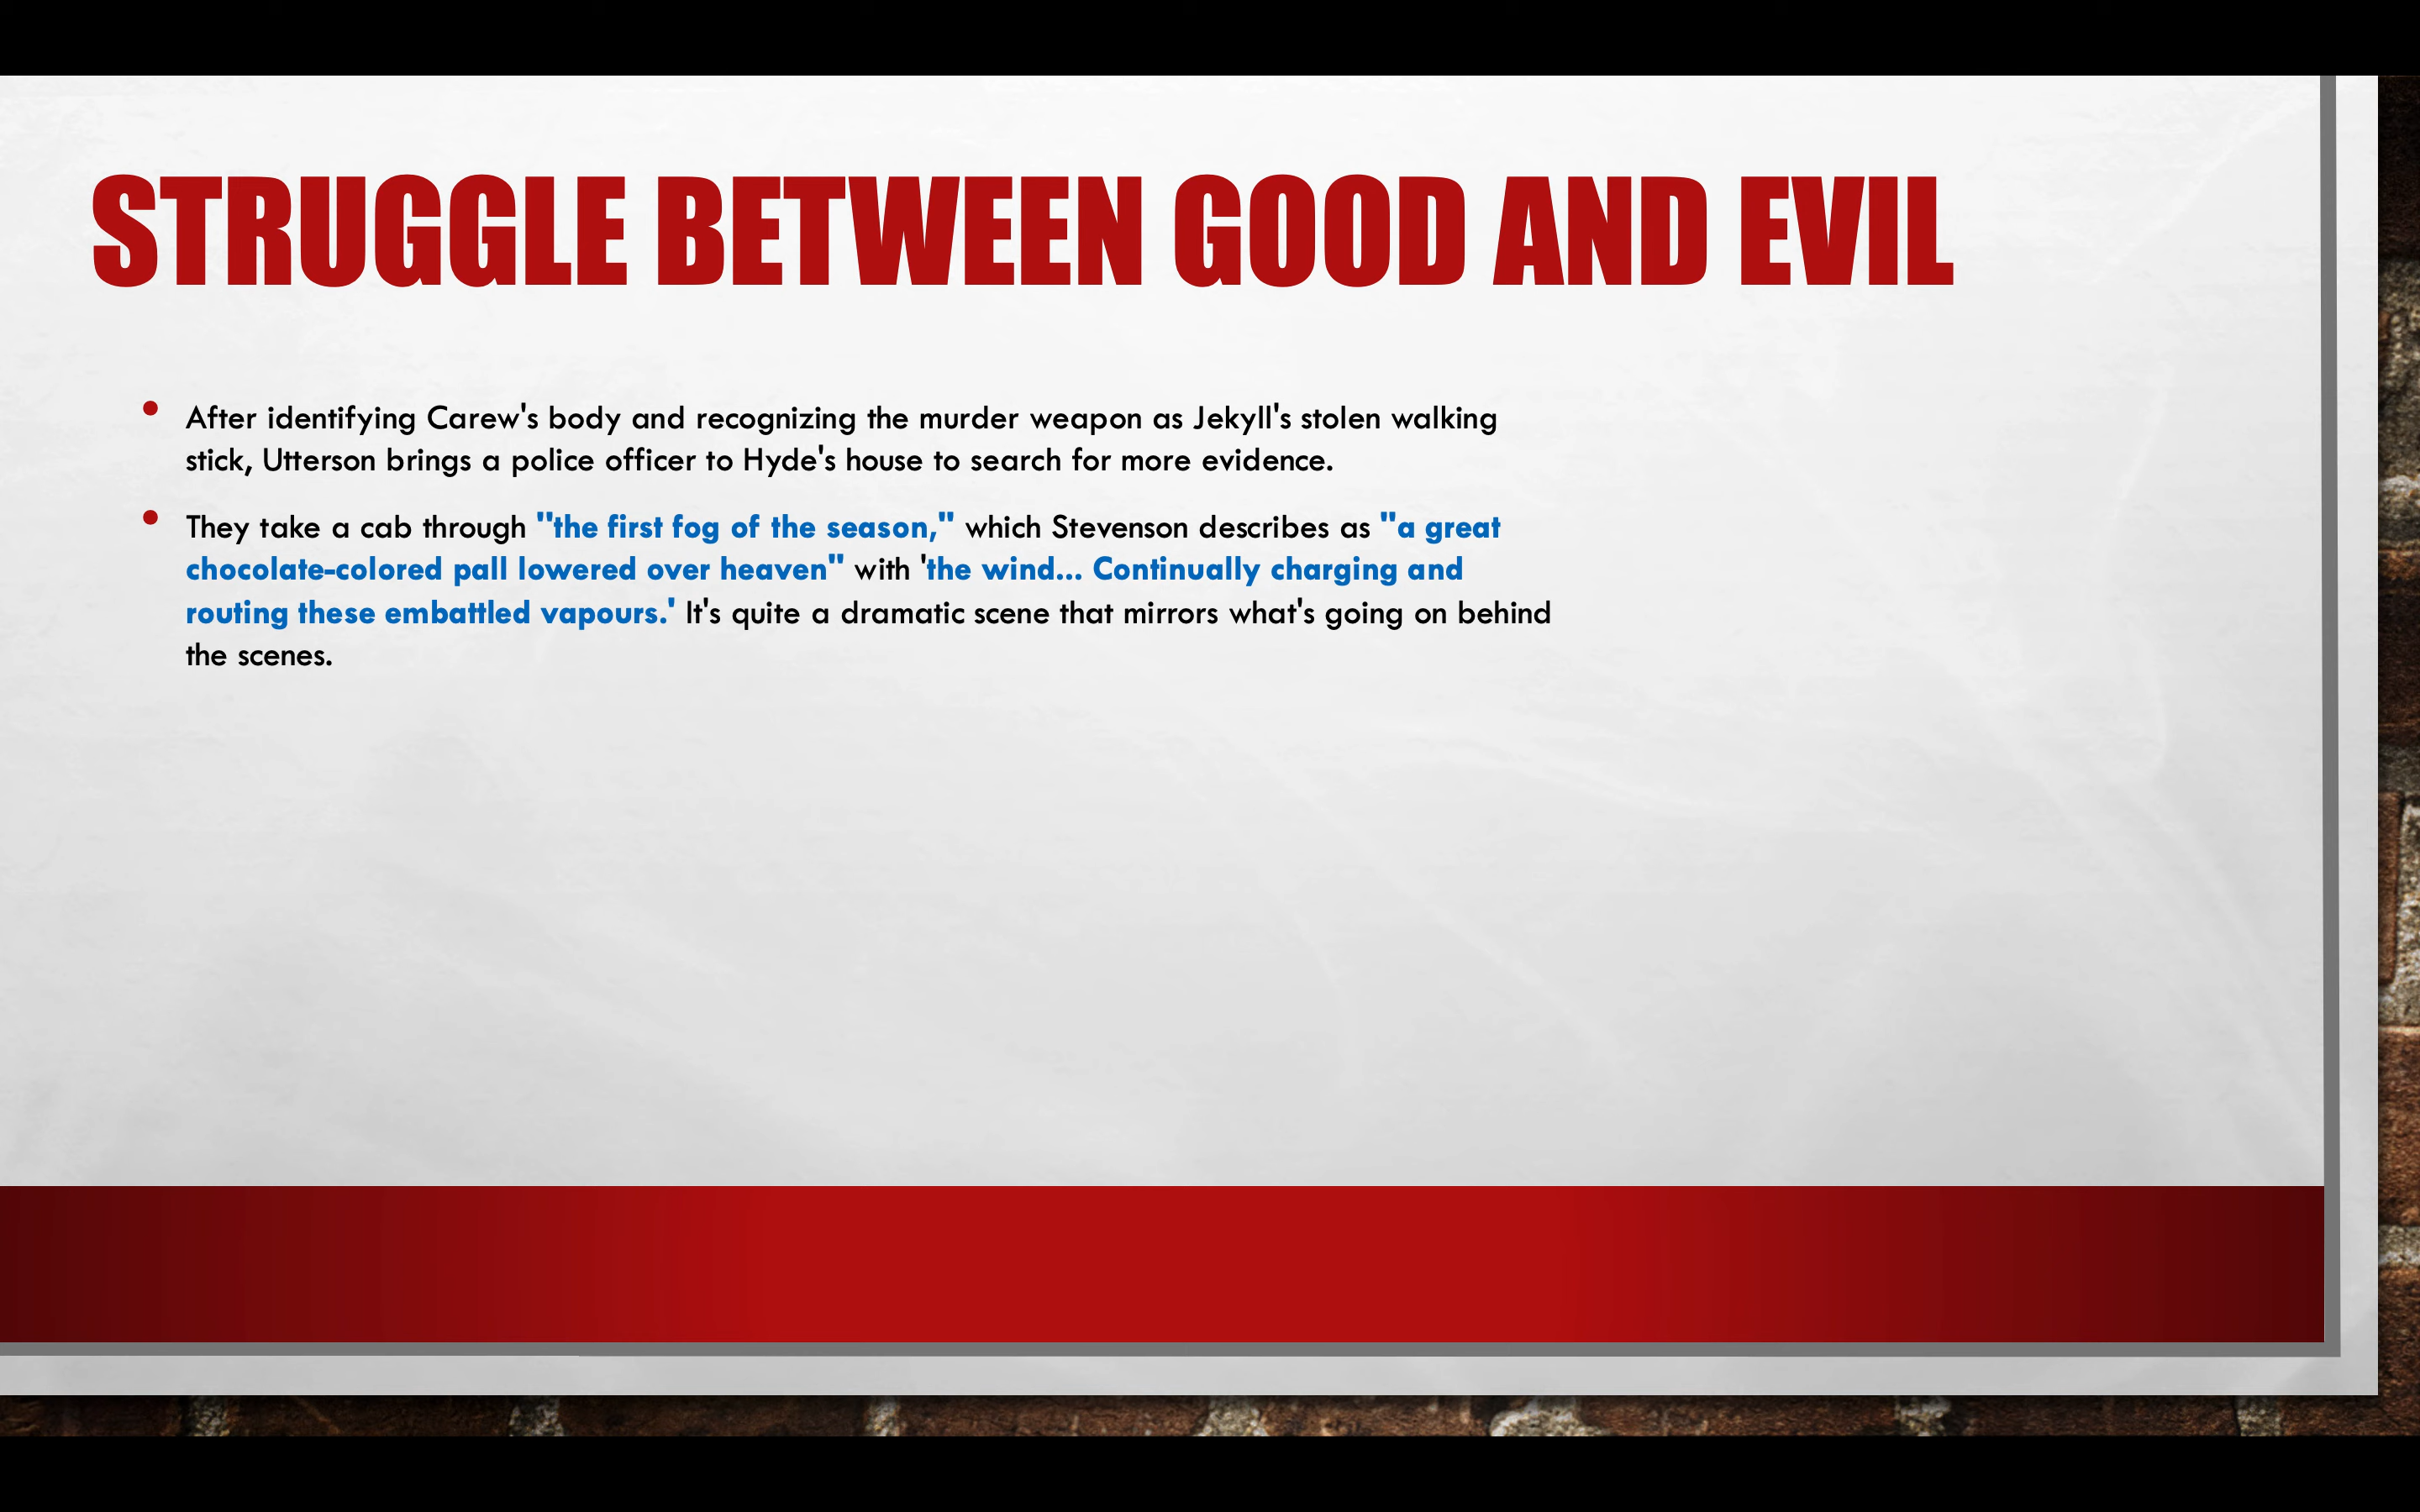 STRUGGLE BETWEEN GOOD AND EVIL
• After identifying Carew's body and recognizing the murder weapon as Jekyll's stolen walking
stick, Utterson brings a police officer to Hyde's house to search for more evidence.
• They take a cab through "the first fog of the season," which Stevenson describes as "a great
chocolate-colored pall lowered over heaven" with 'the wind... Continually charging and
routing these embattled vapours.' It's quite a dramatic scene that mirrors what's going on behind
the scenes.